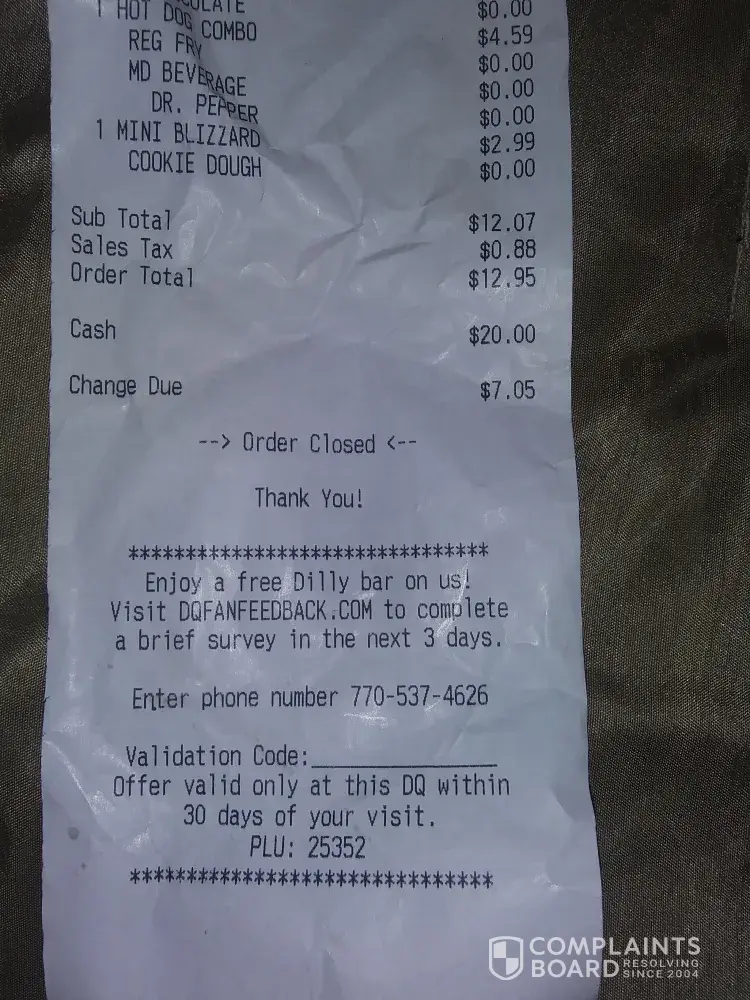 $0.00
1 HOT DOG COMBO $4.59
REG FRY $0.00
MD BEVERAGE $0.00
DR. PEPPER $0.00
1 MINI BLIZZARD $2.99
COOKIE DOUGH $0.00
Sub Total $12.07
Sales Tax $0.88
Order Total $12.95
Cash $20.00
Change Due $7.05
--> Order Closed <--
Thank You!
*********************************
Enjoy a free Dilly bar on us!
Visit DQFANFEEDBACK.COM to complete
a brief survey in the next 3 days.
Enter phone number 770-537-4626
Validation Code:________________
Offer valid only at this DQ within
30 days of your visit.
PLU: 25352
*********************************
COMPLAINTS
BOARD RESOLVING
SINCE 2004